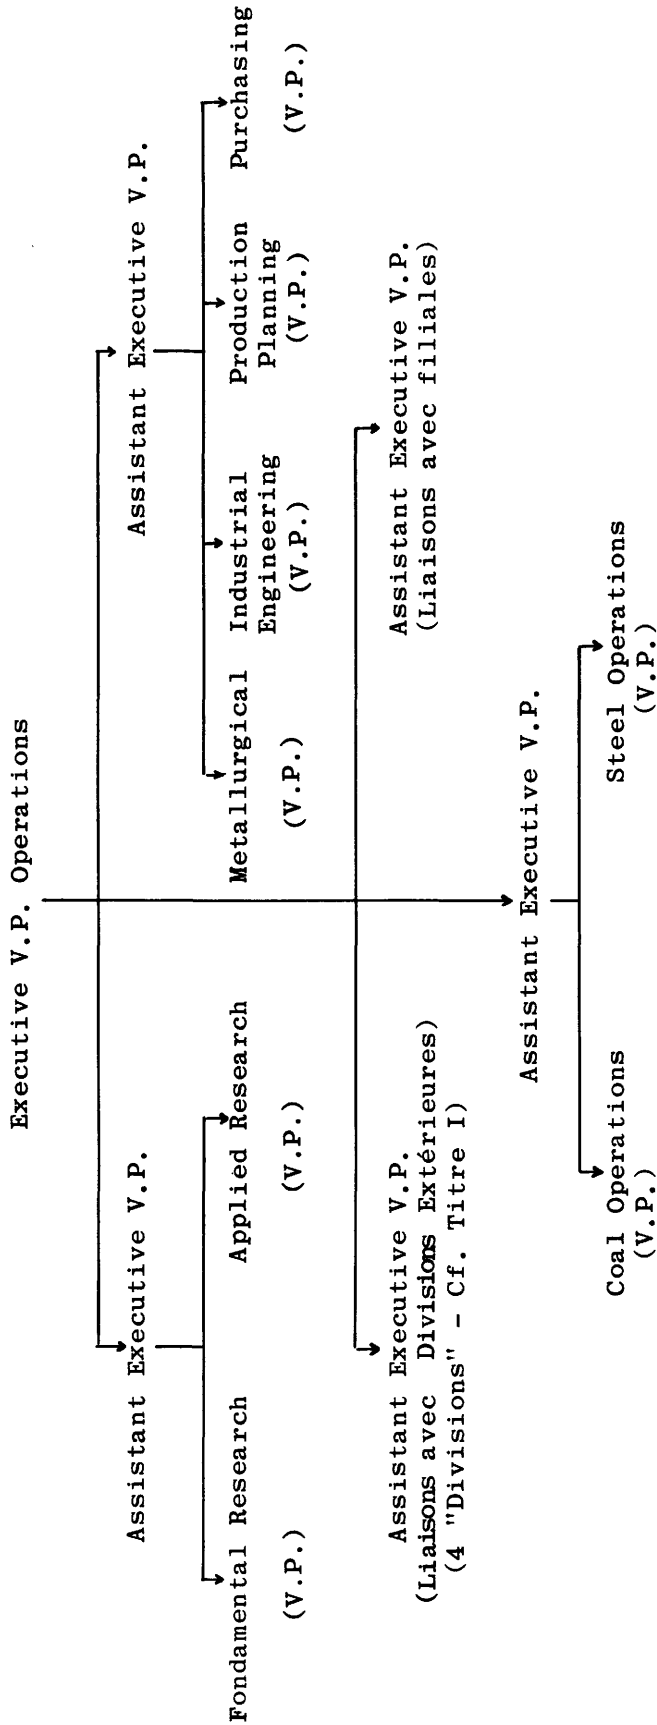 Executive V.P. Operations
Assistant Executive V.P.
Assistant Executive V.P.
Fondamental Research
(V.P.)
Applied Research
(V.P.)
Metallurgical
(V.P.)
Industrial
Engineering
(V.P.)
Production
Planning
(V.P.)
Purchasing
(V.P.)
Assistant Executive V.P.
(Liaisons avec Divisions Extérieures)
(4 "Divisions" - Cf. Titre I)
Assistant Executive V.P.
(Liaisons avec filiales)
Assistant Executive V.P.
Coal Operations
(V.P.)
Steel Operations
(V.P.)